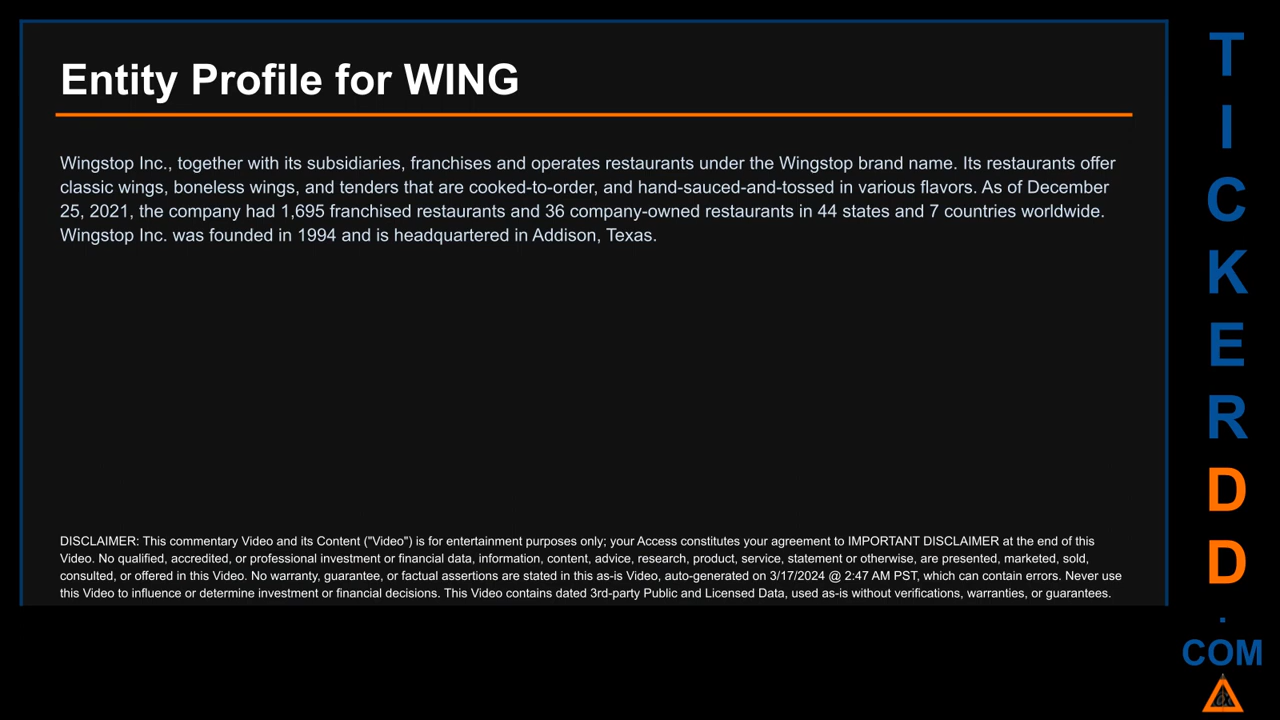 Entity Profile for WING
Wingstop Inc., together with its subsidiaries, franchises and operates restaurants under the Wingstop brand name. Its restaurants offer
classic wings, boneless wings, and tenders that are cooked-to-order, and hand-sauced-and-tossed in various flavors. As of December
25, 2021, the company had 1,695 franchised restaurants and 36 company-owned restaurants in 44 states and 7 countries worldwide.
Wingstop Inc. was founded in 1994 and is headquartered in Addison, Texas.
DISCLAIMER: This commentary Video and its Content ("Video") is for entertainment purposes only; your Access constitutes your agreement to IMPORTANT DISCLAIMER at the end of this
Video. No qualified, accredited, or professional investment or financial data, information, content, advice, research, product, service, statement or otherwise, are presented, marketed, sold,
consulted, or offered in this Video. No warranty, guarantee, or factual assertions are stated in this as-is Video, auto-generated on 3/17/2024 @ 2:47 AM PST, which can contain errors. Never use
this Video to influence or determine investment or financial decisions. This Video contains dated 3rd-party Public and Licensed Data, used as-is without verifications, warranties, or guarantees.
T
I
C
K
E
R
D
D
.
COM